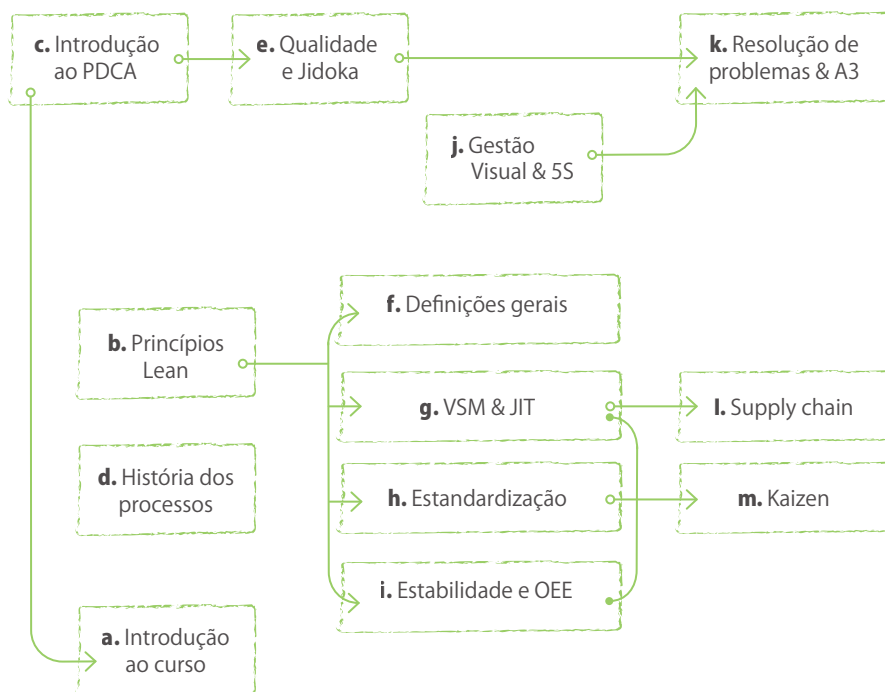 c. Introdução
ao PDCA
e. Qualidade
e Jidoka
k. Resolução de
problemas & A3
j. Gestão
Visual & 5S
f. Definições gerais
b. Princípios
Lean
g. VSM & JIT
l. Supply chain
d. História dos
processos
h. Estandardização
m. Kaizen
i. Estabilidade e OEE
a. Introdução
ao curso